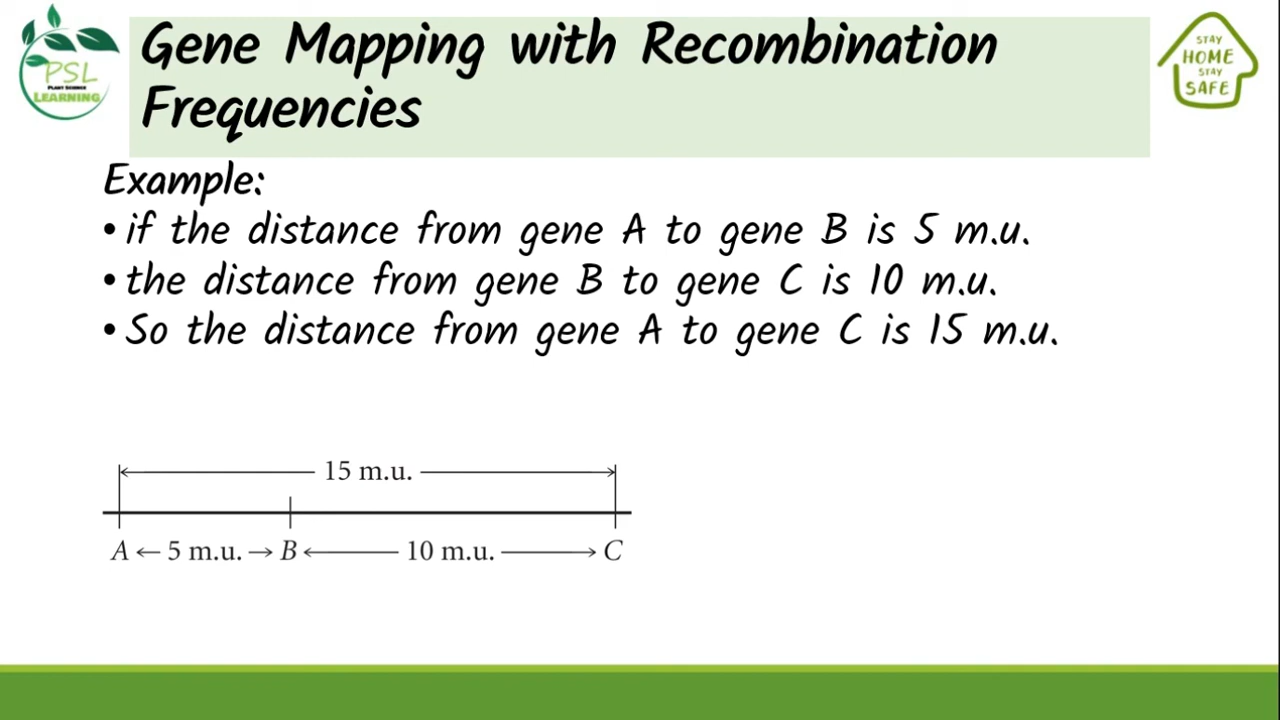 PSL
PLANT SCIENCE
LEARNING
Gene Mapping with Recombination
Frequencies
STAY
HOME
STAY
SAFE
Example:
• if the distance from gene A to gene B is 5 m.u.
• the distance from gene B to gene C is 10 m.u.
• So the distance from gene A to gene C is 15 m.u.
15 m.u.
A ← 5 m.u. → B ← 10 m.u. → C